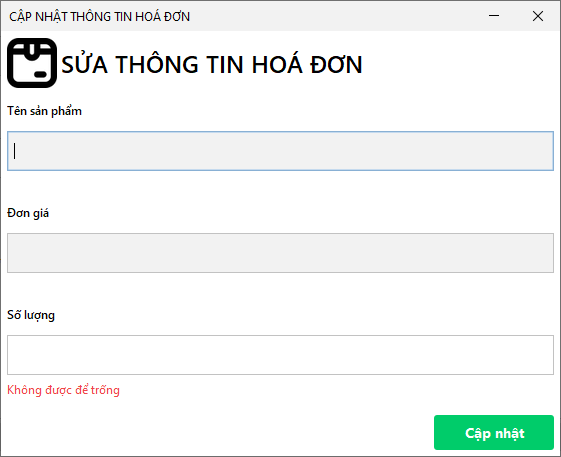 CẬP NHẬT THÔNG TIN HOÁ ĐƠN
SỬA THÔNG TIN HOÁ ĐƠN
Tên sản phẩm
Đơn giá
Số lượng
Không được để trống
Cập nhật